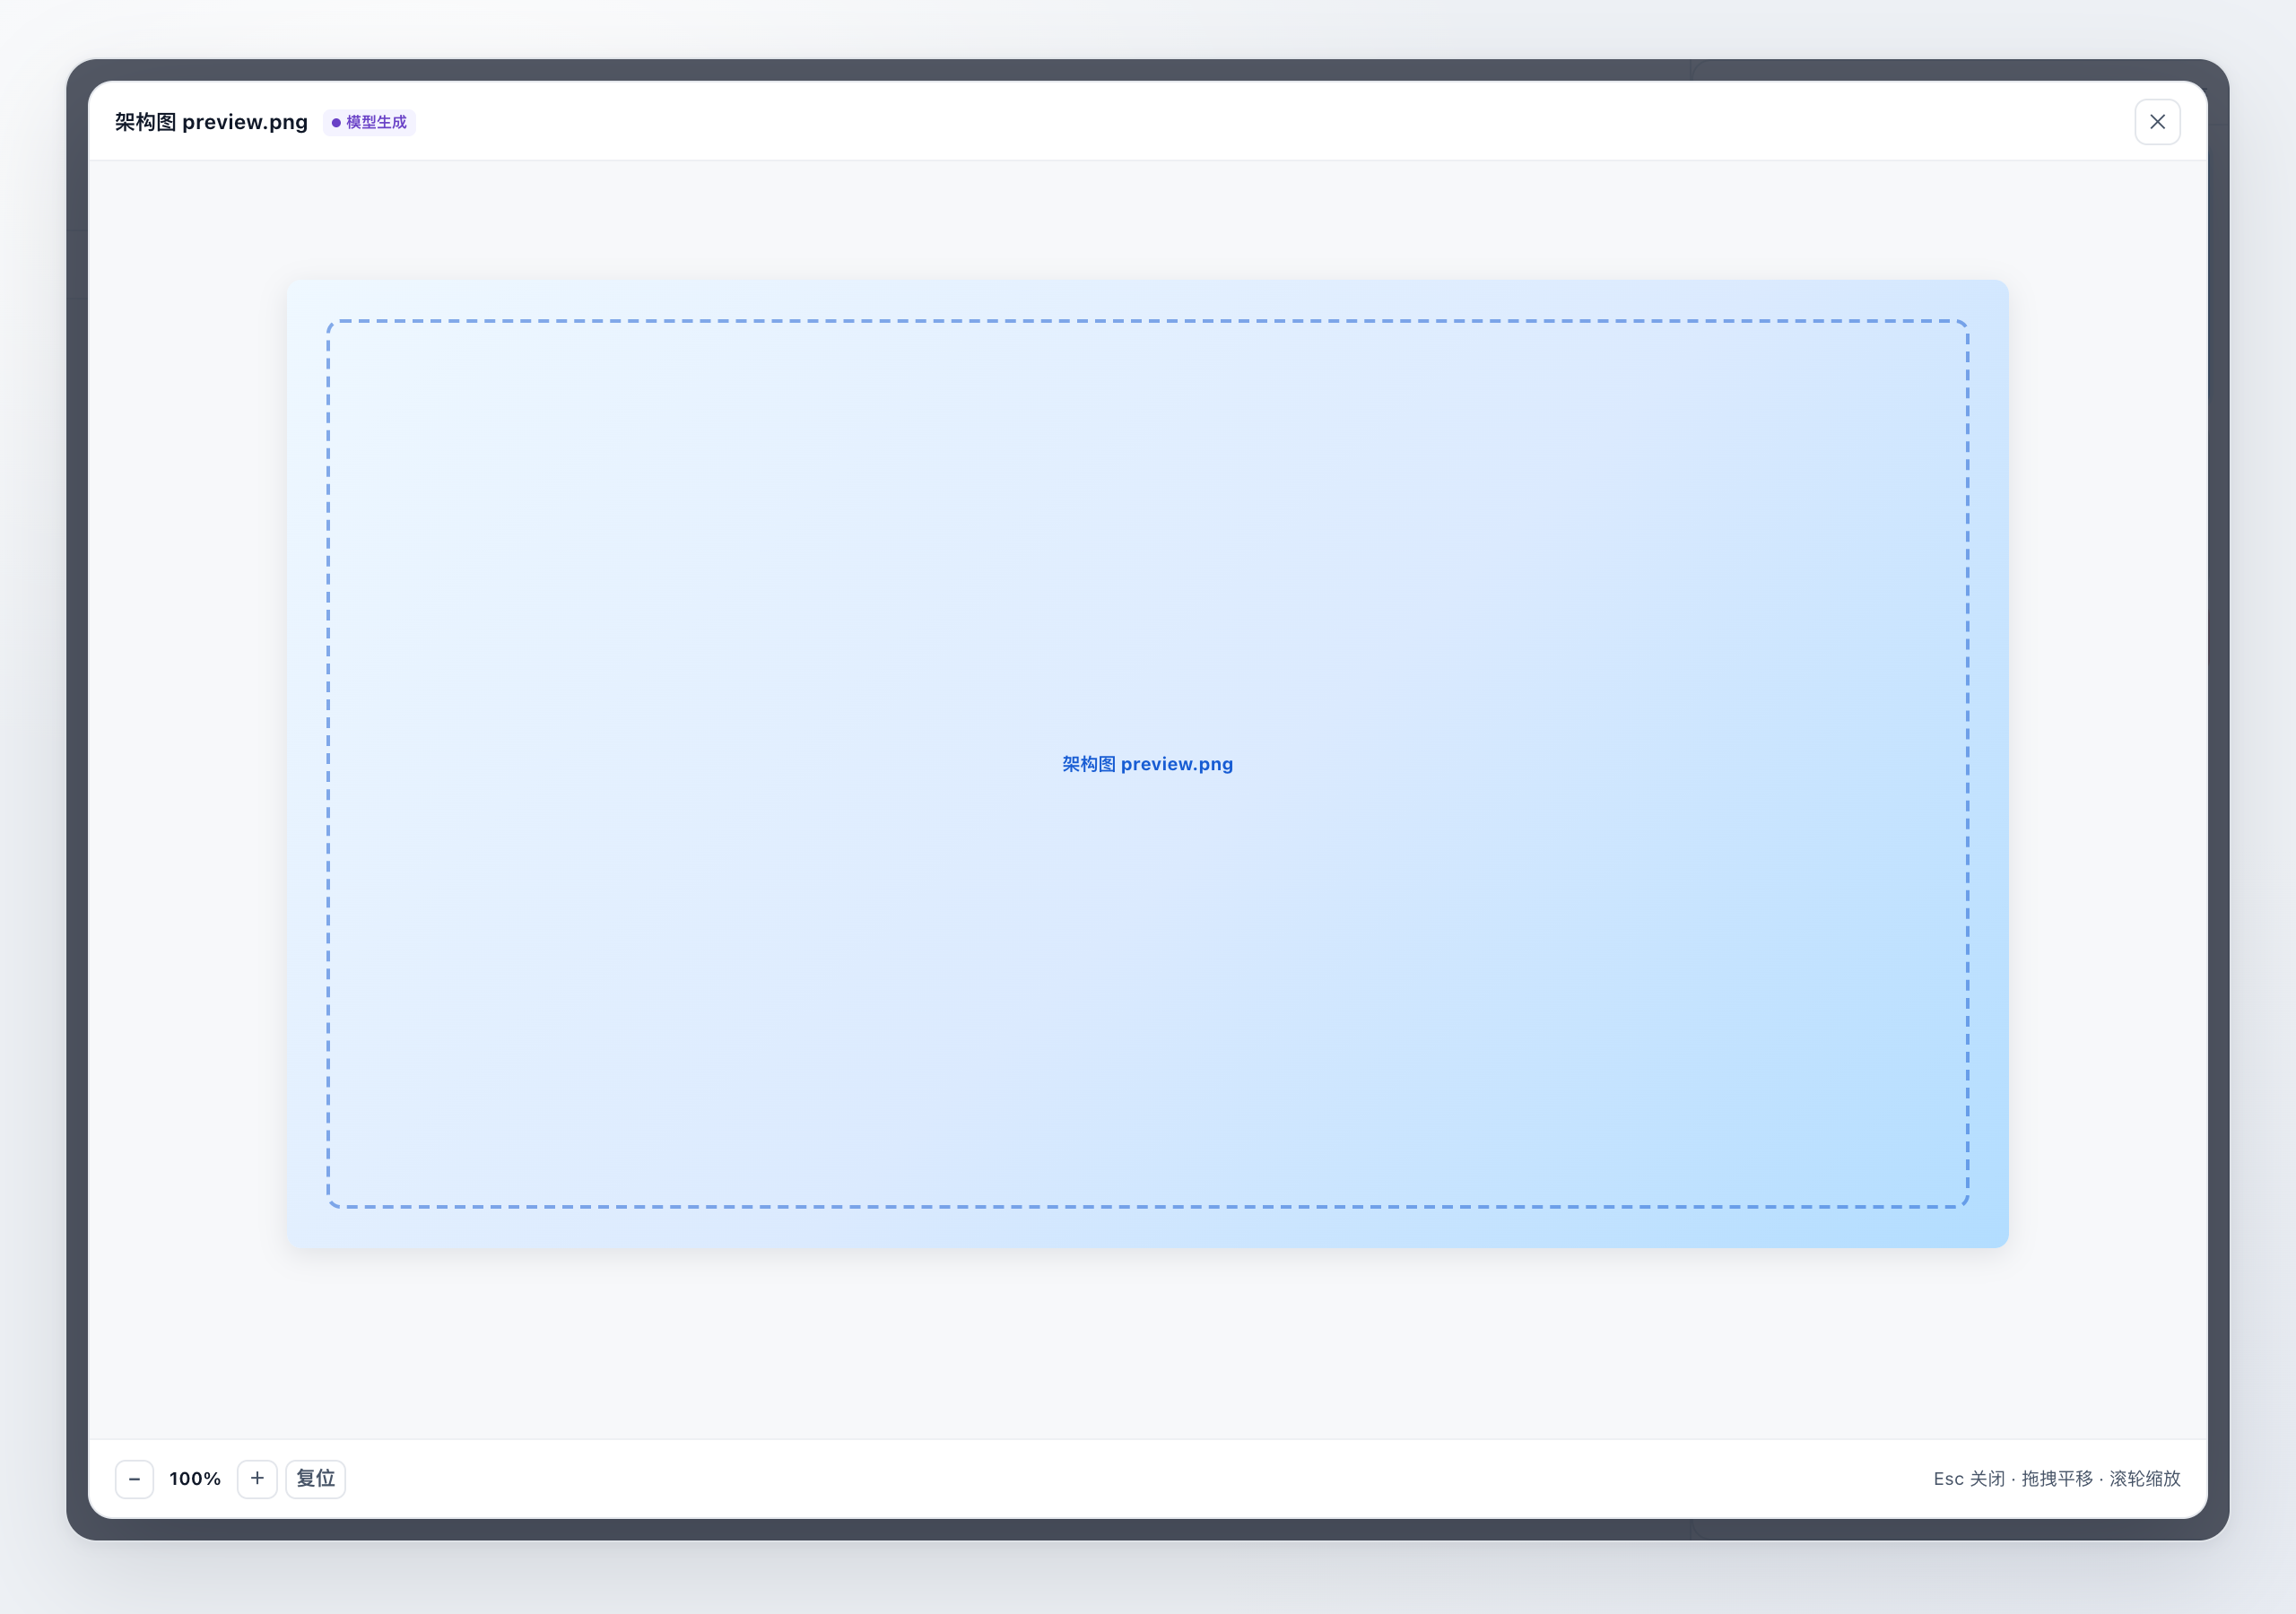 架构图 preview.png
模型生成
架构图 preview.png
− 100% + 复位
Esc 关闭 · 拖拽平移 · 滚轮缩放